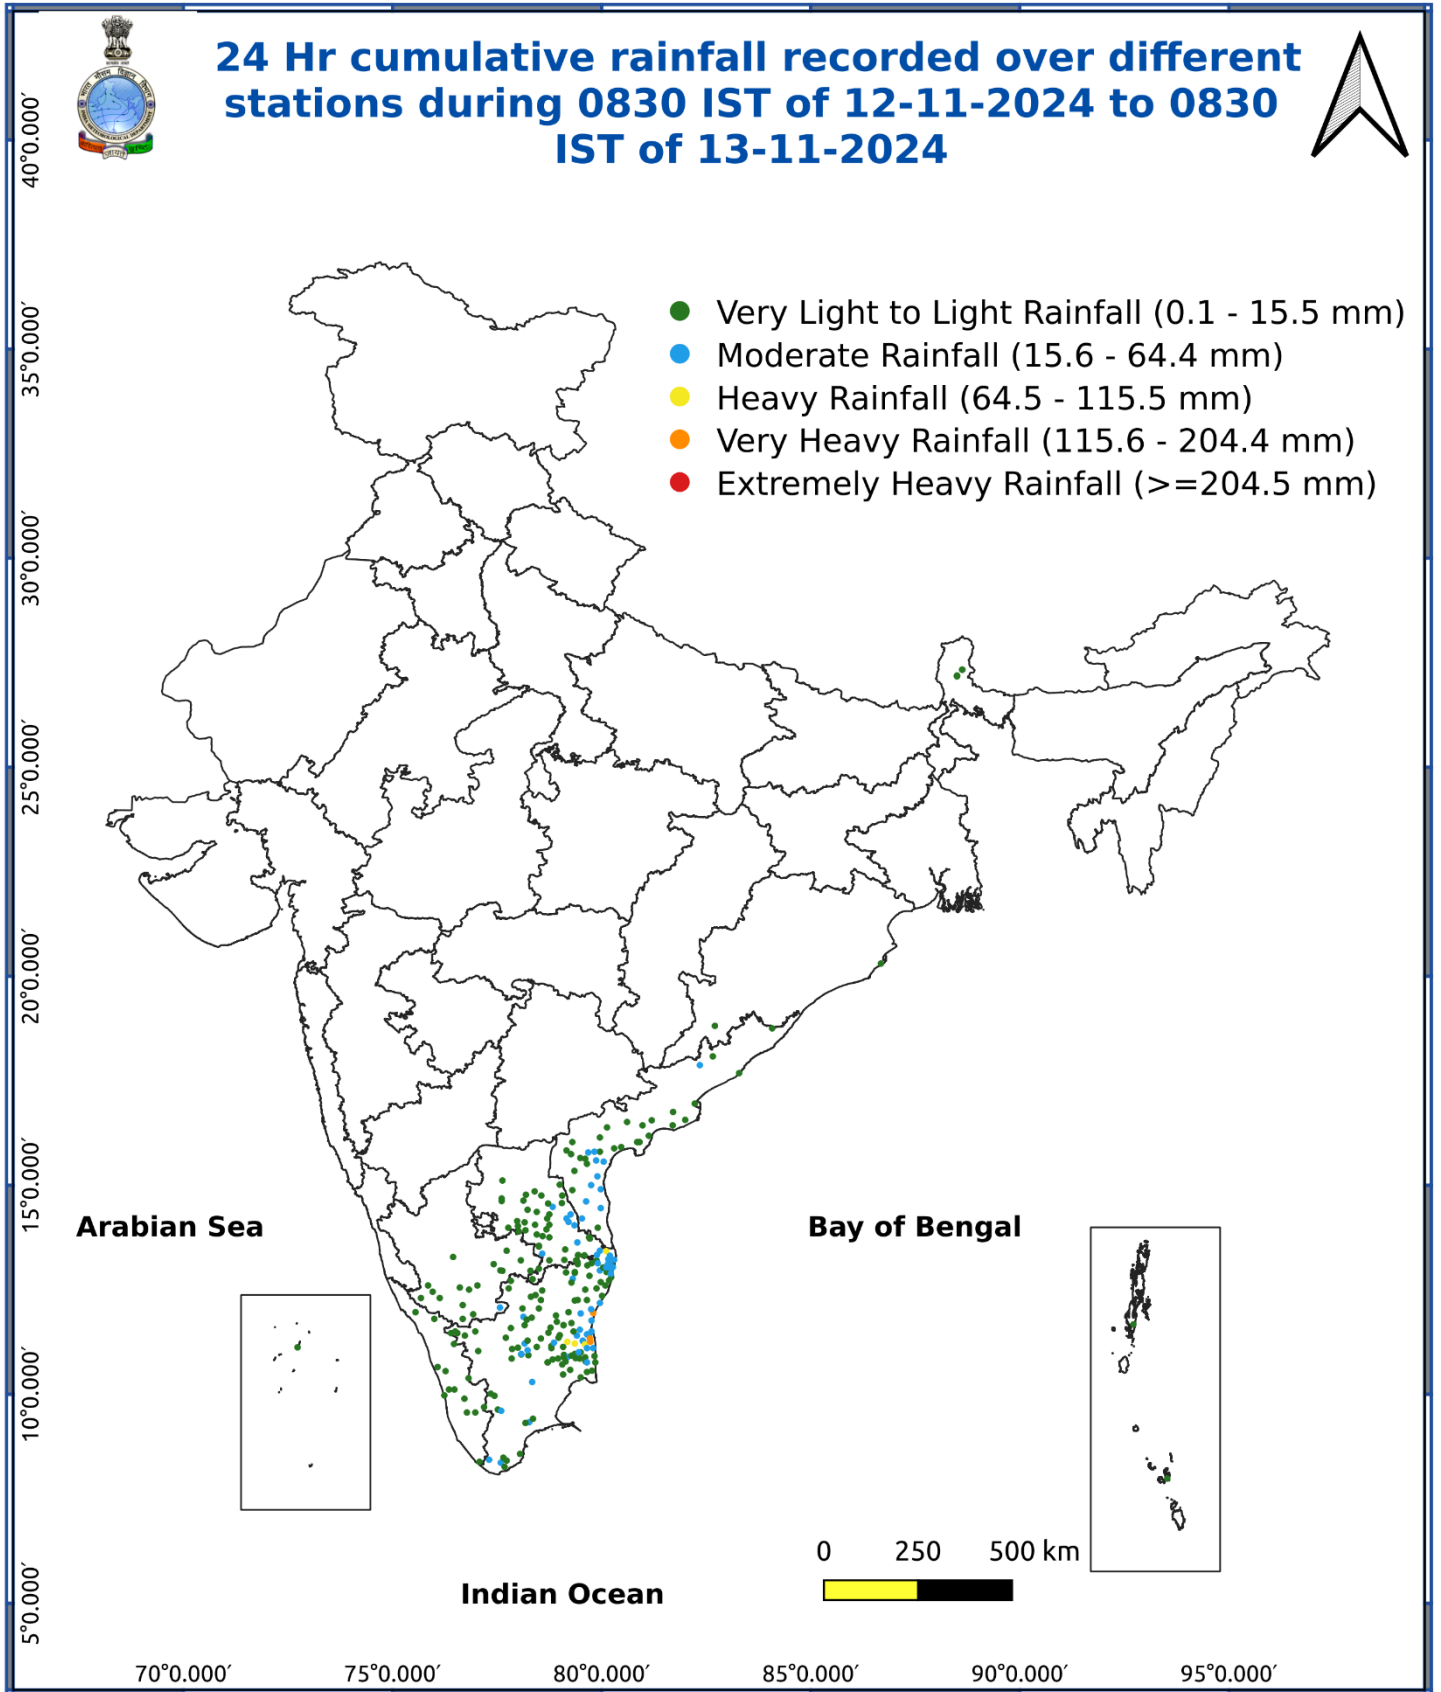 24 Hr cumulative rainfall recorded over different
stations during 0830 IST of 12-11-2024 to 0830
IST of 13-11-2024
Very Light to Light Rainfall (0.1 - 15.5 mm)
Moderate Rainfall (15.6 - 64.4 mm)
Heavy Rainfall (64.5 - 115.5 mm)
Very Heavy Rainfall (115.6 - 204.4 mm)
Extremely Heavy Rainfall (>=204.5 mm)
40°0.000′
35°0.000′
30°0.000′
25°0.000′
20°0.000′
15°0.000′
10°0.000′
5°0.000′
Arabian Sea
Bay of Bengal
Indian Ocean
0 250 500 km
70°0.000′ 75°0.000′ 80°0.000′ 85°0.000′ 90°0.000′ 95°0.000′